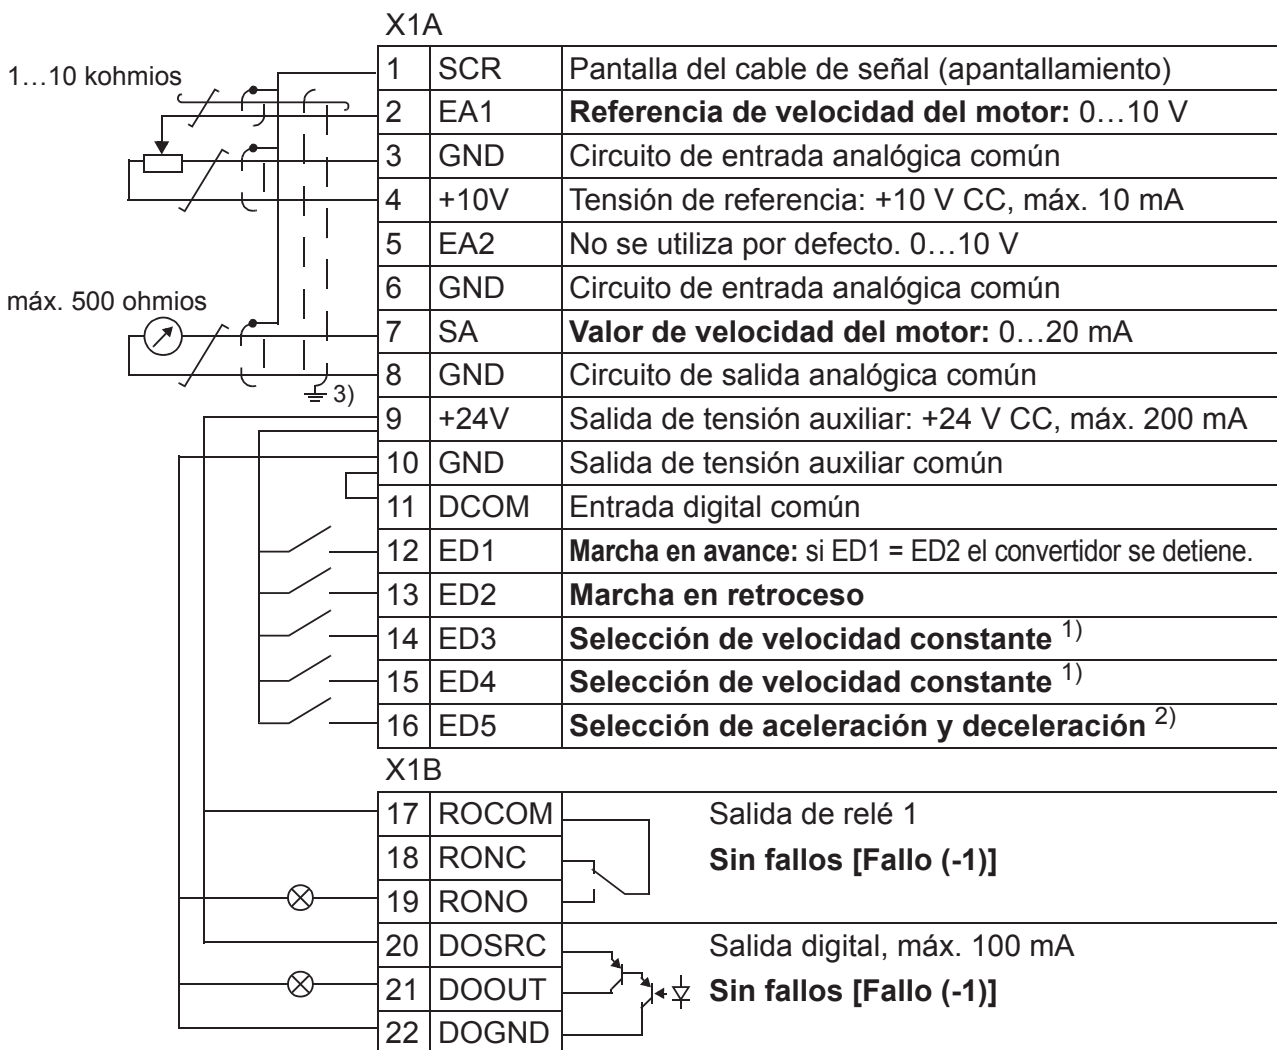 X1A
1…10 kohmios
1 SCR Pantalla del cable de señal (apantallamiento)
2 EA1 Referencia de velocidad del motor: 0…10 V
3 GND Circuito de entrada analógica común
4 +10V Tensión de referencia: +10 V CC, máx. 10 mA
5 EA2 No se utiliza por defecto. 0…10 V
6 GND Circuito de entrada analógica común
máx. 500 ohmios
7 SA Valor de velocidad del motor: 0…20 mA
8 GND Circuito de salida analógica común
3)
9 +24V Salida de tensión auxiliar: +24 V CC, máx. 200 mA
10 GND Salida de tensión auxiliar común
11 DCOM Entrada digital común
12 ED1 Marcha en avance: si ED1 = ED2 el convertidor se detiene.
13 ED2 Marcha en retroceso
14 ED3 Selección de velocidad constante 1)
15 ED4 Selección de velocidad constante 1)
16 ED5 Selección de aceleración y deceleración 2)
X1B
17 ROCOM Salida de relé 1
18 RONC Sin fallos [Fallo (-1)]
19 RONO
20 DOSRC Salida digital, máx. 100 mA
21 DOOUT Sin fallos [Fallo (-1)]
22 DOGND